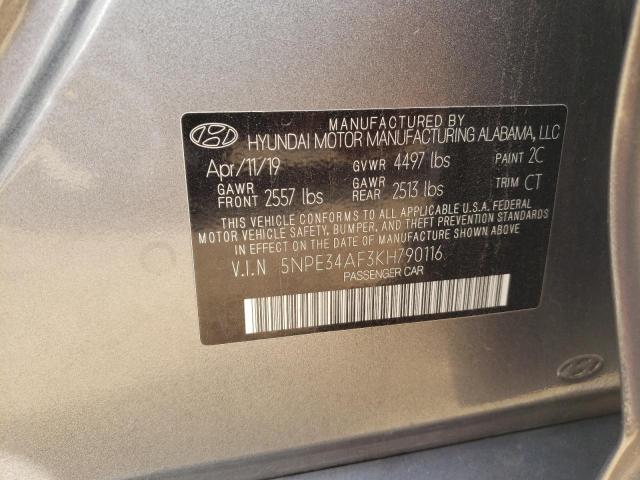 MANUFACTURED BY
HYUNDAI MOTOR MANUFACTURING ALABAMA, LLC
Apr/11/19 GVWR 4497 lbs PAINT 2C
GAWR FRONT 2557 lbs GAWR REAR 2513 lbs TRIM CT
THIS VEHICLE CONFORMS TO ALL APPLICABLE U.S.A. FEDERAL
MOTOR VEHICLE SAFETY, BUMPER, AND THEFT PREVENTION STANDARDS
IN EFFECT ON THE DATE OF MANUFACTURE SHOWN ABOVE.
V.I.N 5NPE34AF3KH790116
PASSENGER CAR